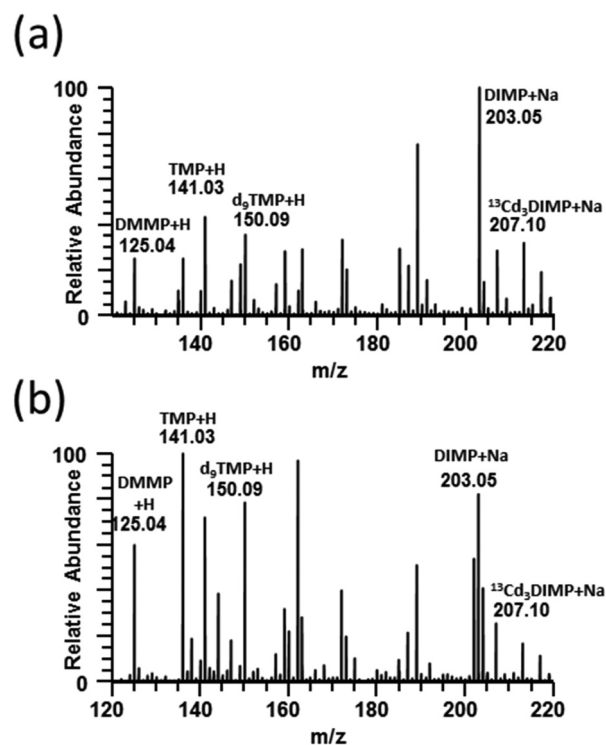 (a)
100
DIMP+Na
203.05
TMP+H
141.03
d₉TMP+H
150.09
¹³Cd₃DIMP+Na
207.10
DMMP+H
125.04
Relative Abundance
0
140 160 180 200 220
m/z
(b)
TMP+H
141.03
100
DMMP
+H
125.04
d₉TMP+H
150.09
DIMP+Na
203.05
¹³Cd₃DIMP+Na
207.10
Relative Abundance
0
120 140 160 180 200 220
m/z